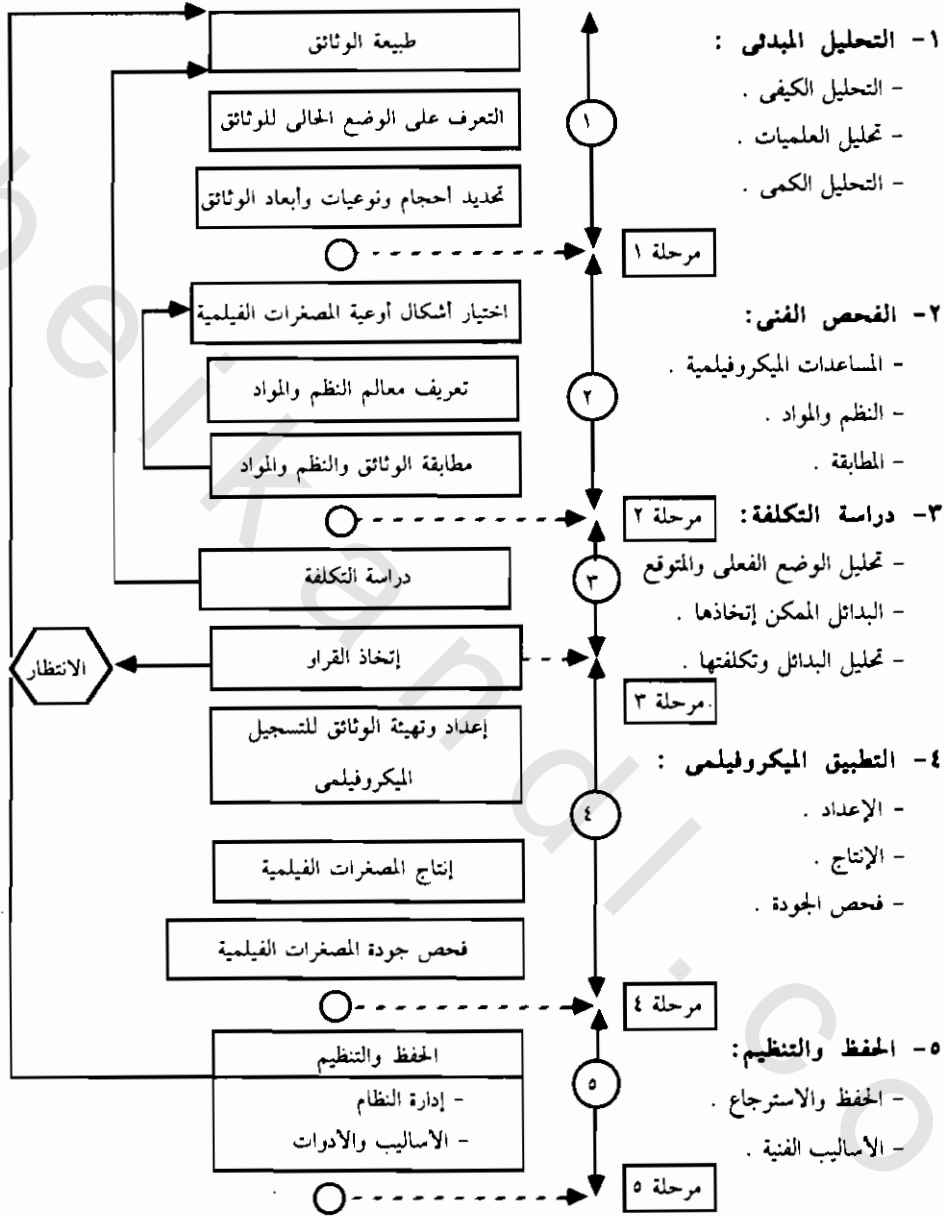 ١- التحليل المبدئى :
- التحليل الكيفى .
- تحليل العلميات .
- التحليل الكمى .
١
مرحلة ١
طبيعة الوثائق
التعرف على الوضع الحالى للوثائق
تحديد أحجام ونوعيات وأبعاد الوثائق
٢- الفحص الفنى:
- المساعدات الميكروفيلمية .
- النظم والمواد .
- المطابقة .
٢
مرحلة ٢
اختيار أشكال أوعية المصغرات الفيلمية
تعريف معالم النظم والمواد
مطابقة الوثائق والنظم والمواد
٣- دراسة التكلفة:
- تحليل الوضع الفعلى والمتوقع
- البدائل الممكن إتخاذها .
- تحليل البدائل وتكلفتها .
٣
مرحلة ٣
دراسة التكلفة
إتخاذ القراو
الانتظار
٤- التطبيق الميكروفيلمى :
- الإعداد .
- الإنتاج .
- فحص الجودة .
٤
مرحلة ٤
إعداد وتهيئة الوثائق للتسجيل
الميكروفيلمى
إنتاج المصغرات الفيلمية
فحص جودة المصغرات الفيلمية
٥- الحفظ والتنظيم:
- الحفظ والاسترجاع .
- الأساليب الفنية .
٥
مرحلة ٥
الحفظ والتنظيم
- إدارة النظام
- الأساليب والأدوات
beikandl.co